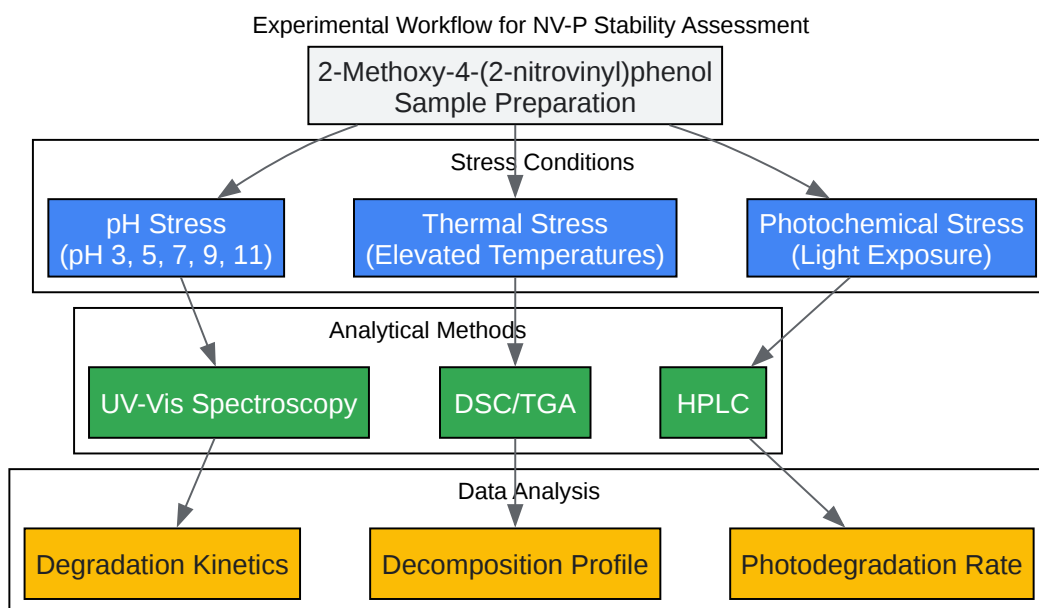 Experimental Workflow for NV-P Stability Assessment
2-Methoxy-4-(2-nitrovinyl)phenol
Sample Preparation
Stress Conditions
pH Stress
(pH 3, 5, 7, 9, 11)
Thermal Stress
(Elevated Temperatures)
Photochemical Stress
(Light Exposure)
Analytical Methods
UV-Vis Spectroscopy
DSC/TGA
HPLC
Data Analysis
Degradation Kinetics
Decomposition Profile
Photodegradation Rate